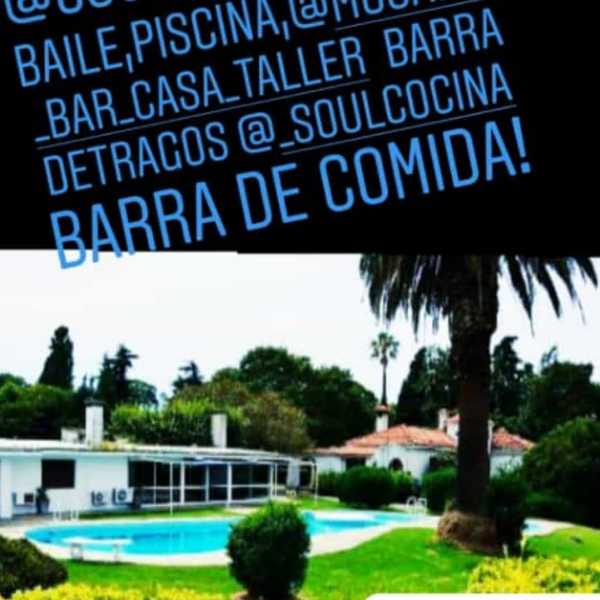 BAILE,PISCINA,
_BAR_CASA_TALLER BARRA
DETRAGOS @_SOULCOCINA
BARRA DE COMIDA!